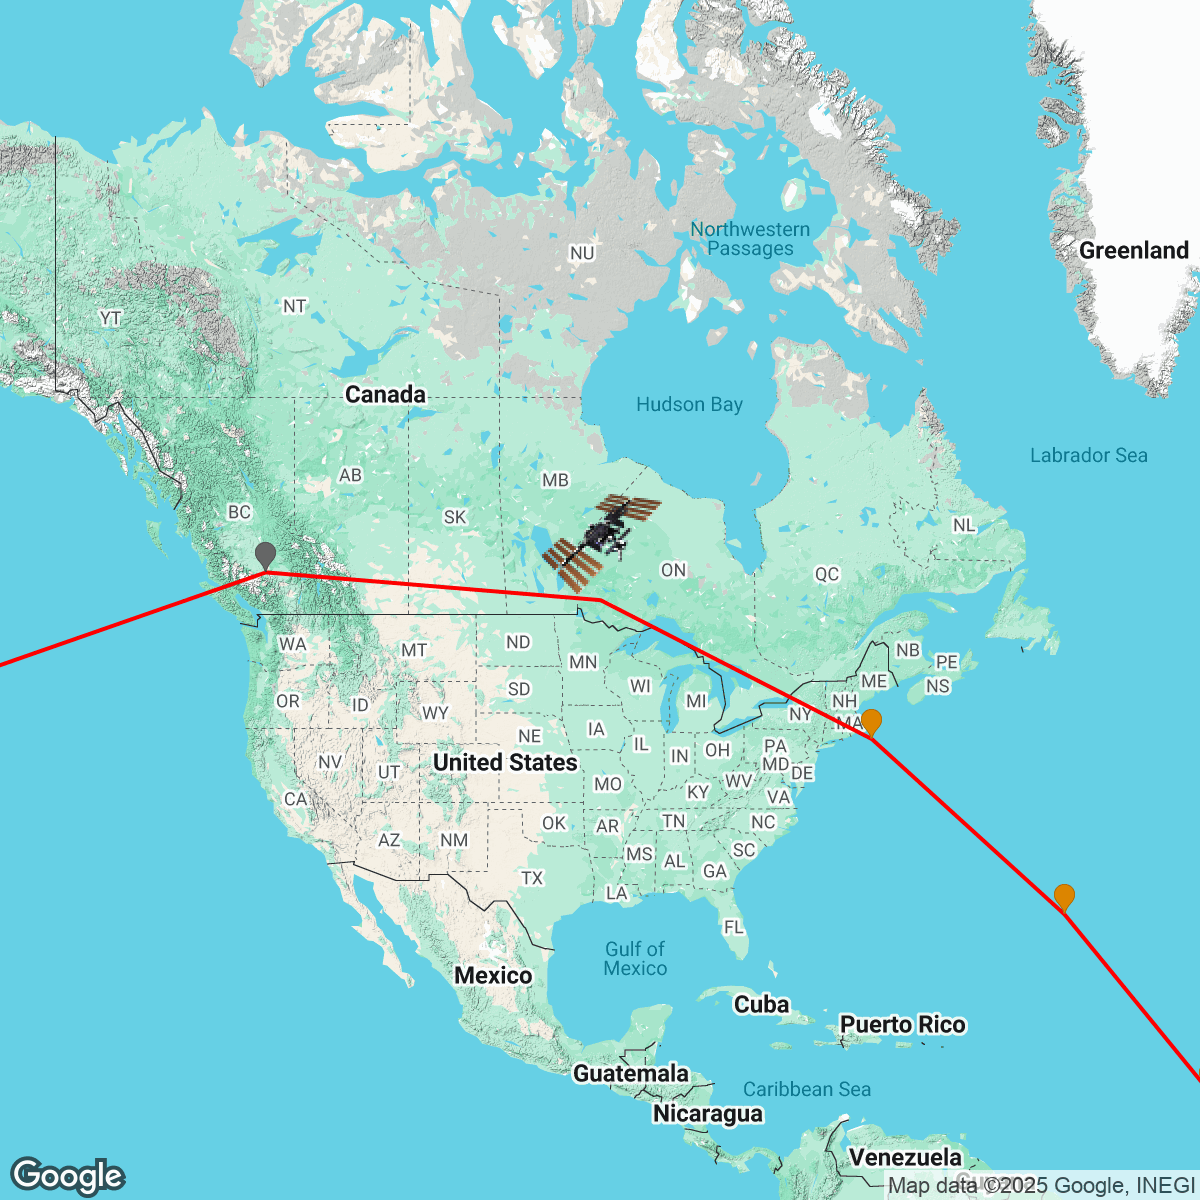 Northwestern
Passages
Greenland
NU
NT
YT
Canada
Hudson Bay
Labrador Sea
AB
MB
BC
SK
NL
ON
QC
WA
MT
ND
MN
NB
PE
NS
ME
OR
ID
WY
SD
WI
MI
NH
NY
MA
NE
IA
IL
IN
OH
PA
MD
DE
NV
UT
United States
CA
MO
KY
WV
VA
AZ
NM
OK
AR
TN
NC
MS
AL
SC
GA
TX
LA
FL
Gulf of
Mexico
Mexico
Cuba
Puerto Rico
Guatemala
Caribbean Sea
Nicaragua
Venezuela
Google
Map data ©2025 Google, INEGI